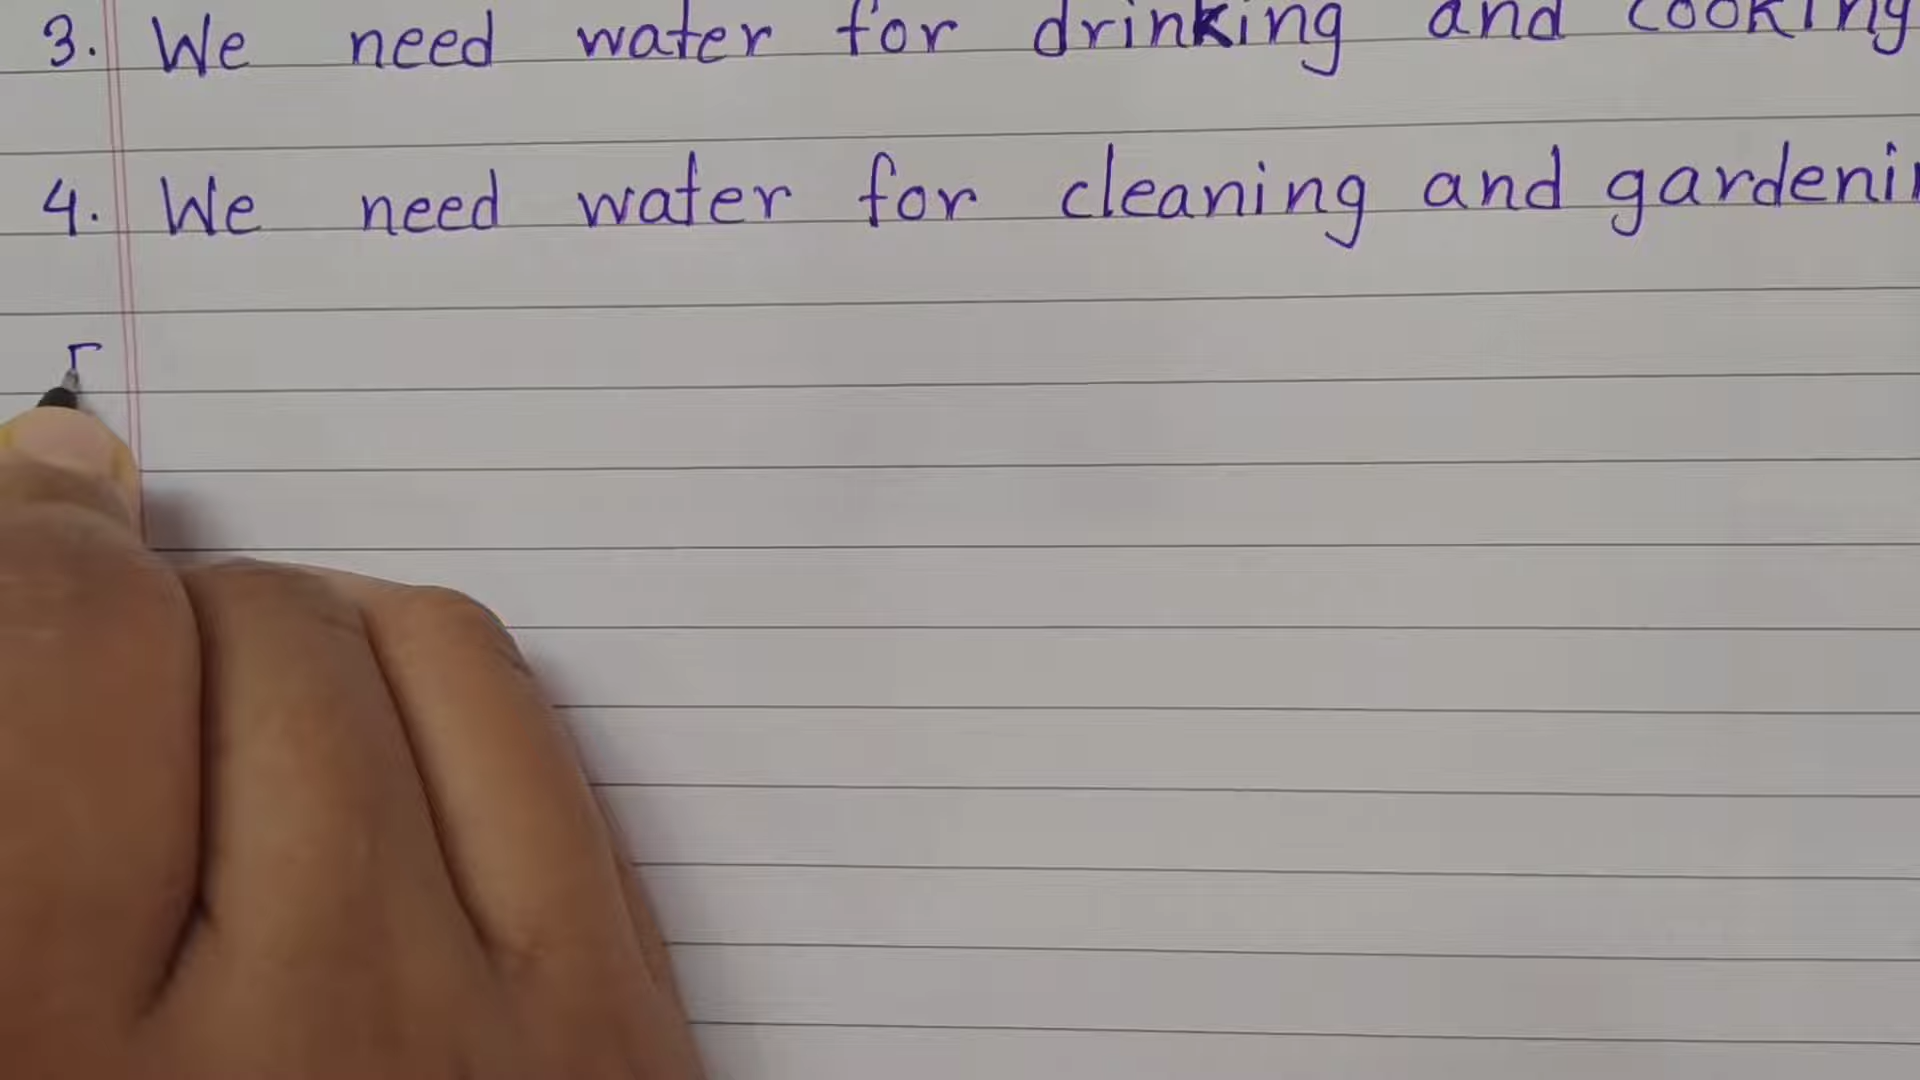 3. We need water for drinking and cooking
4. We need water for cleaning and gardeni